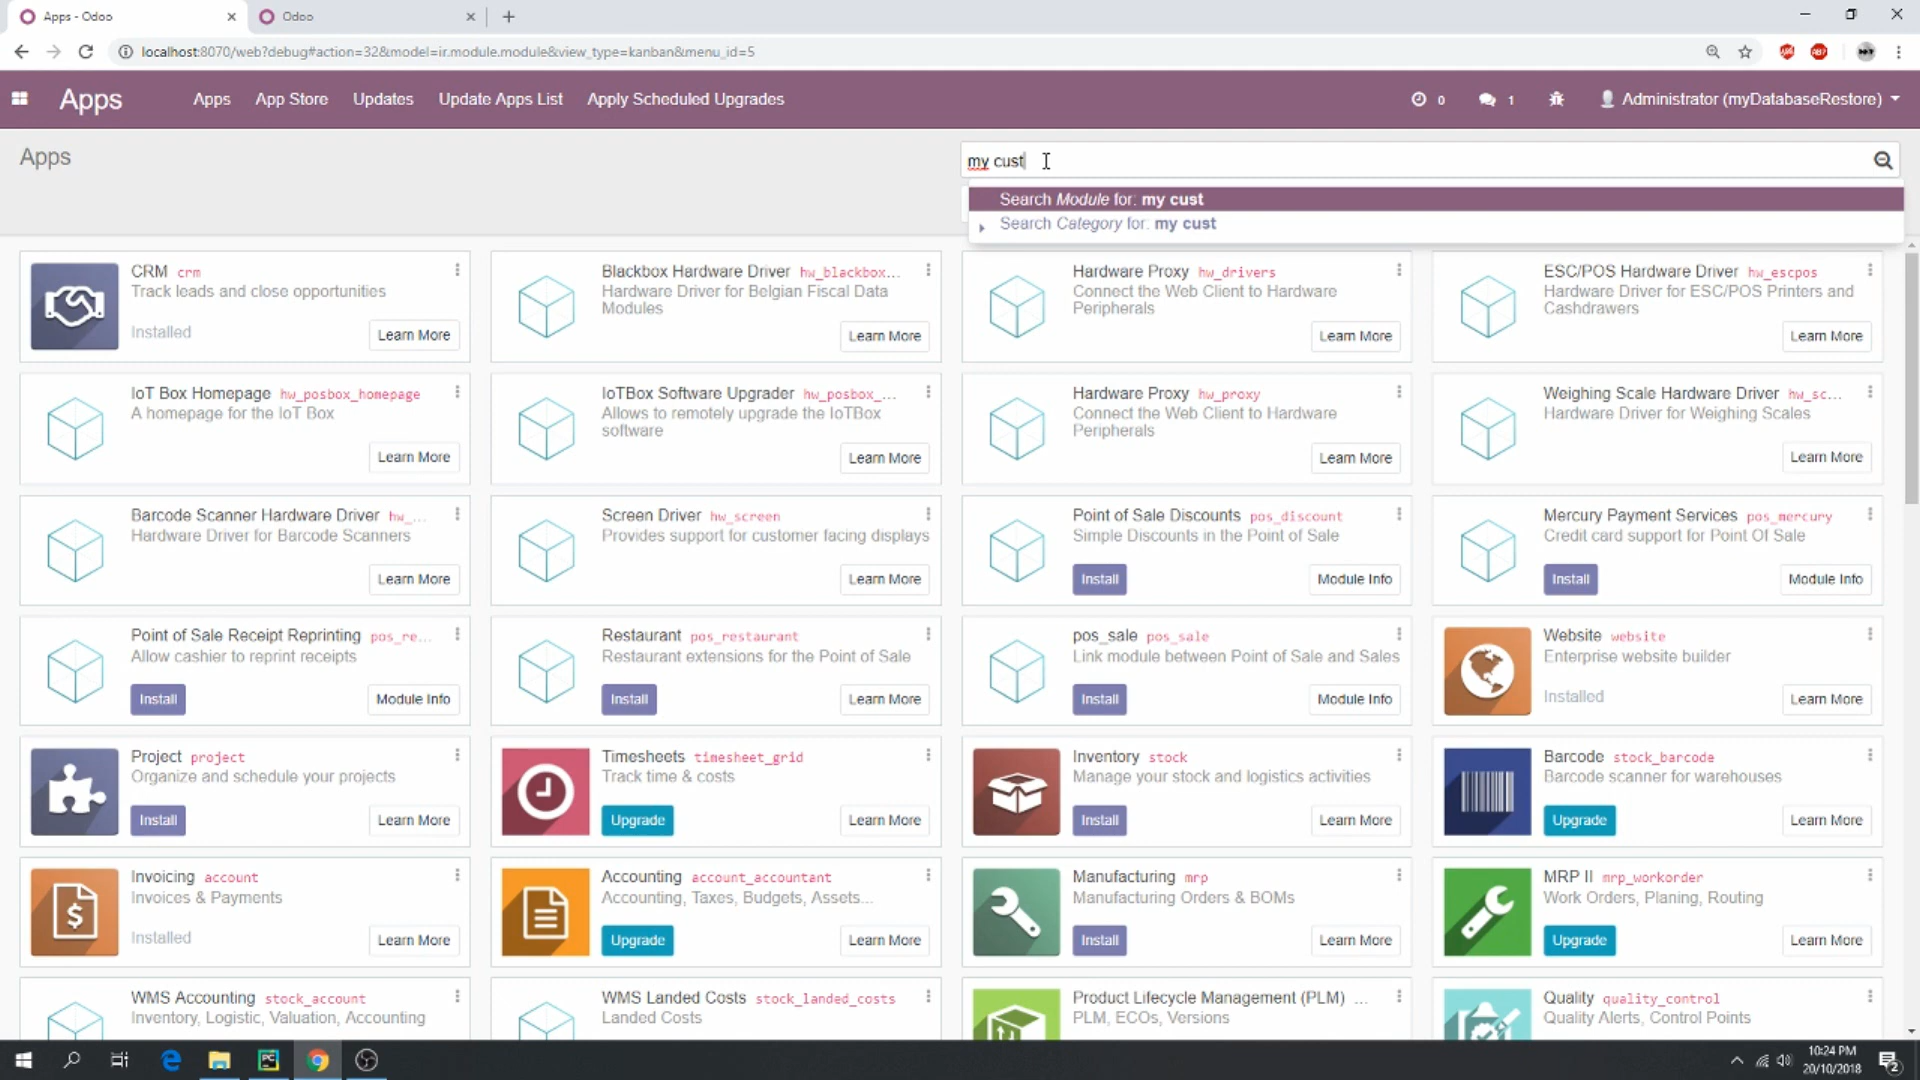 Apps - Odoo
Odoo
localhost:8070/web?debug#action=32&model=ir.module.module&view_type=kanban&menu_id=5
Apps
Apps
App Store
Updates
Update Apps List
Apply Scheduled Upgrades
0
1
Administrator (myDatabaseRestore)
Apps
my cust
Search Module for: my cust
Search Category for: my cust
CRM crm
Track leads and close opportunities
Installed
Learn More
Blackbox Hardware Driver hw_blackbox...
Hardware Driver for Belgian Fiscal Data
Modules
Learn More
Hardware Proxy hw_drivers
Connect the Web Client to Hardware
Peripherals
Learn More
ESC/POS Hardware Driver hw_escpos
Hardware Driver for ESC/POS Printers and
Cashdrawers
Learn More
IoT Box Homepage hw_posbox_homepage
A homepage for the IoT Box
Learn More
IoTBox Software Upgrader hw_posbox_...
Allows to remotely upgrade the IoTBox
software
Learn More
Hardware Proxy hw_proxy
Connect the Web Client to Hardware
Peripherals
Learn More
Weighing Scale Hardware Driver hw_sc...
Hardware Driver for Weighing Scales
Learn More
Barcode Scanner Hardware Driver hw_...
Hardware Driver for Barcode Scanners
Learn More
Screen Driver hw_screen
Provides support for customer facing displays
Learn More
Point of Sale Discounts pos_discount
Simple Discounts in the Point of Sale
Install
Module Info
Mercury Payment Services pos_mercury
Credit card support for Point Of Sale
Install
Module Info
Point of Sale Receipt Reprinting pos_re...
Allow cashier to reprint receipts
Install
Module Info
Restaurant pos_restaurant
Restaurant extensions for the Point of Sale
Install
Learn More
pos_sale pos_sale
Link module between Point of Sale and Sales
Install
Module Info
Website website
Enterprise website builder
Installed
Learn More
Project project
Organize and schedule your projects
Install
Learn More
Timesheets timesheet_grid
Track time & costs
Upgrade
Learn More
Inventory stock
Manage your stock and logistics activities
Install
Learn More
Barcode stock_barcode
Barcode scanner for warehouses
Upgrade
Learn More
Invoicing account
Invoices & Payments
Installed
Learn More
Accounting account_accountant
Accounting, Taxes, Budgets, Assets...
Upgrade
Learn More
Manufacturing mrp
Manufacturing Orders & BOMs
Install
Learn More
MRP II mrp_workorder
Work Orders, Planing, Routing
Upgrade
Learn More
WMS Accounting stock_account
Inventory, Logistic, Valuation, Accounting
WMS Landed Costs stock_landed_costs
Landed Costs
Product Lifecycle Management (PLM) ...
PLM, ECOs, Versions
Quality quality_control
Quality Alerts, Control Points
10:24 PM
20/10/2018
2